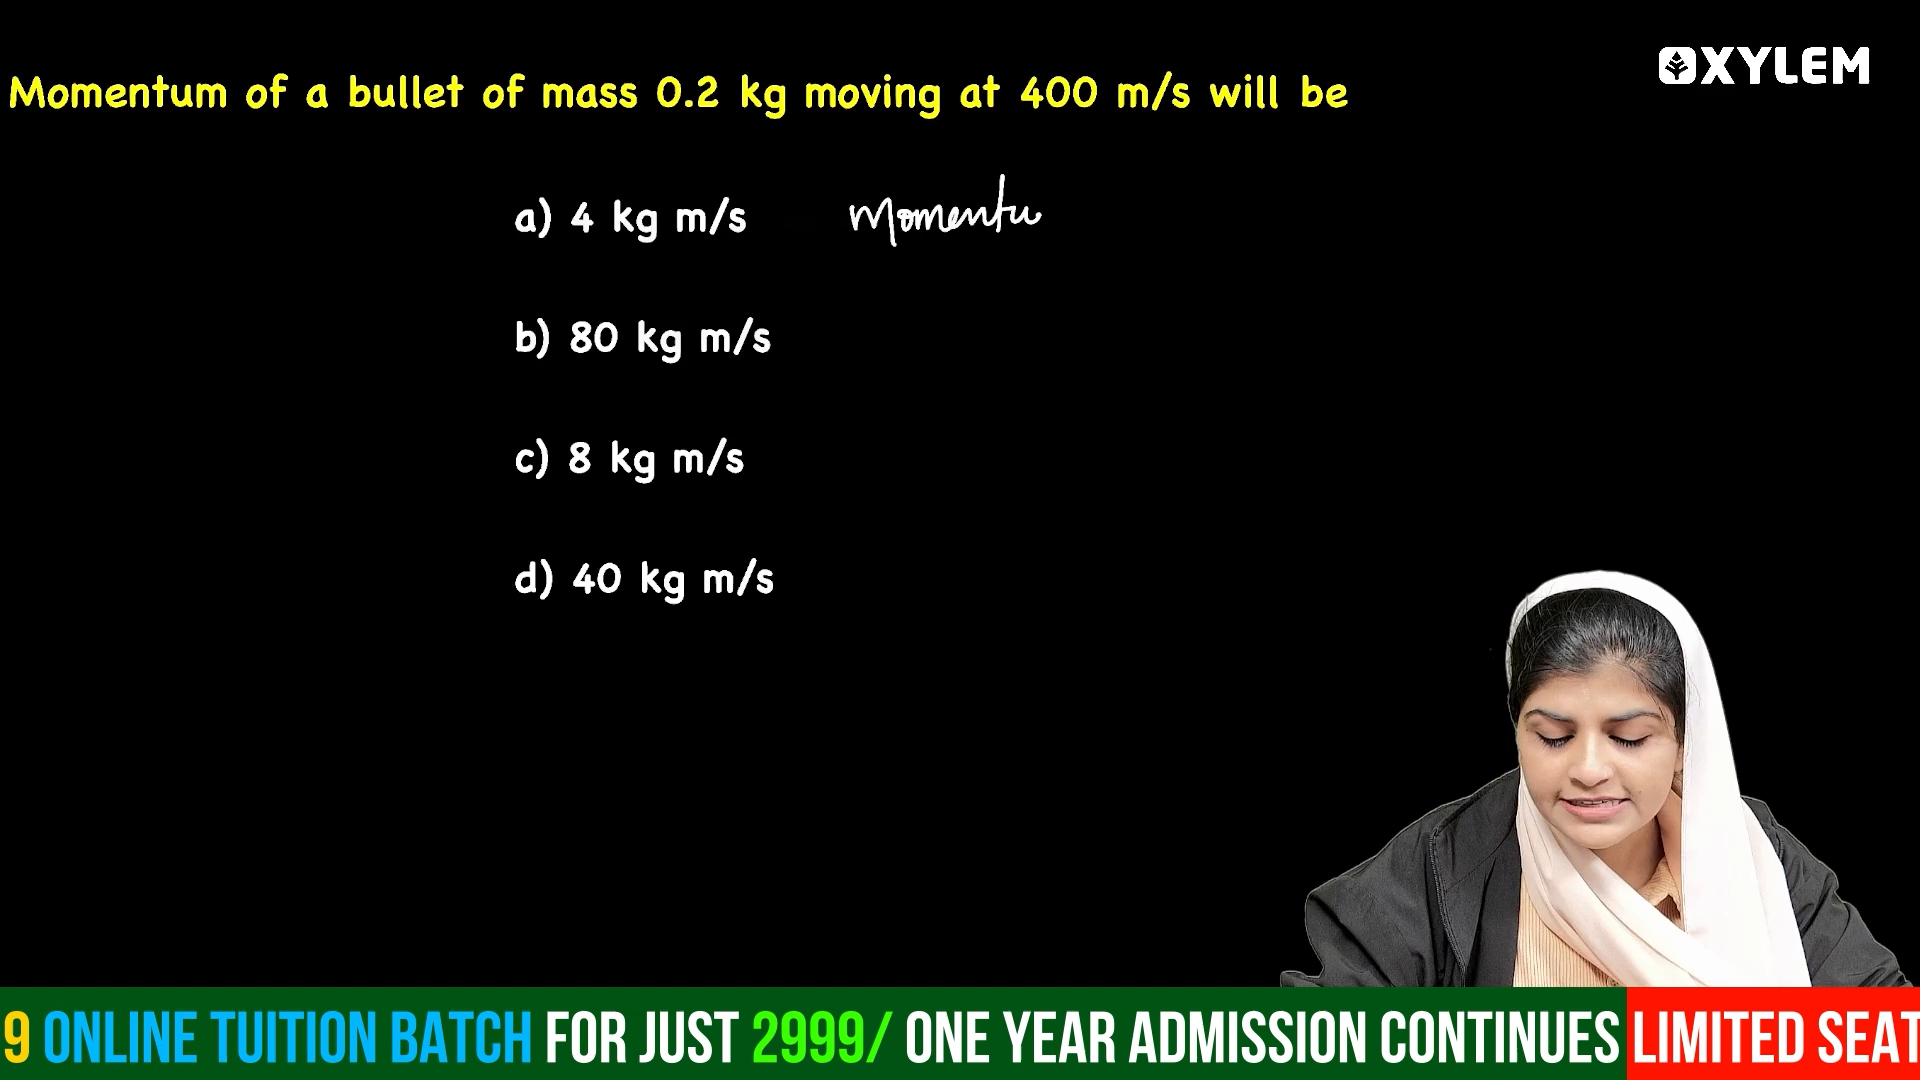 XYLEM
Momentum of a bullet of mass 0.2 kg moving at 400 m/s will be
a) 4 kg m/s
Momentu
b) 80 kg m/s
c) 8 kg m/s
d) 40 kg m/s
9 ONLINE TUITION BATCH FOR JUST 2999/ ONE YEAR ADMISSION CONTINUES LIMITED SEAT